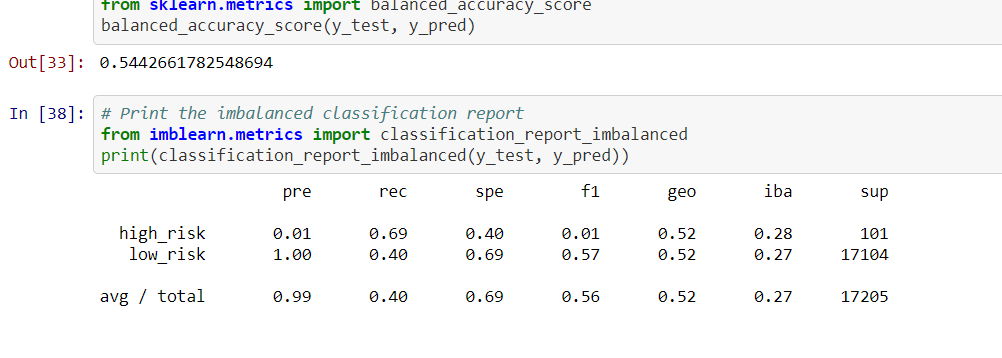 from sklearn.metrics import balanced_accuracy_score
balanced_accuracy_score(y_test, y_pred)
Out[33]: 0.5442661782548694
In [38]: # Print the imbalanced classification report
from imblearn.metrics import classification_report_imbalanced
print(classification_report_imbalanced(y_test, y_pred))
pre rec spe f1 geo iba sup
high_risk 0.01 0.69 0.40 0.01 0.52 0.28 101
low_risk 1.00 0.40 0.69 0.57 0.52 0.27 17104
avg / total 0.99 0.40 0.69 0.56 0.52 0.27 17205